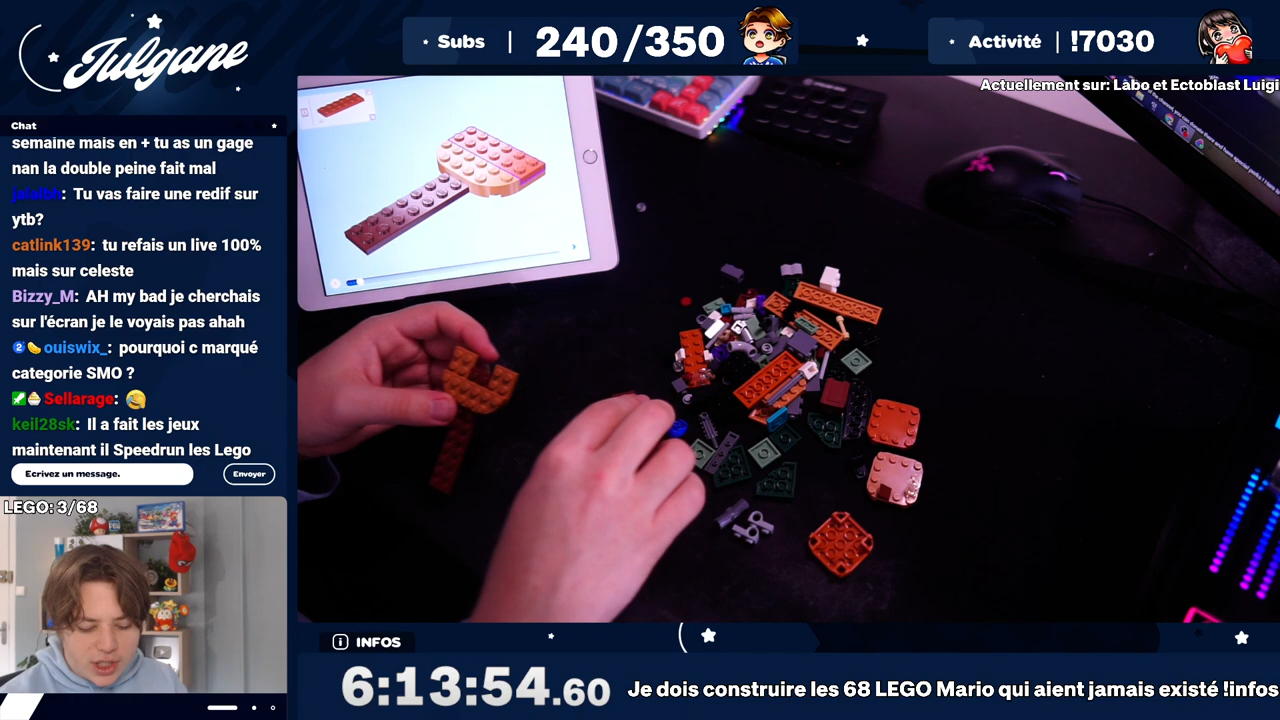 Julgane
Subs | 240/350
Activité | !7030
Actuellement sur: Labo et Ectoblast Luigi
Chat
semaine mais en + tu as un gage
nan la double peine fait mal
jalalbh: Tu vas faire une redif sur
ytb?
catlink139: tu refais un live 100%
mais sur celeste
Bizzy_M: AH my bad je cherchais
sur l'écran je le voyais pas ahah
2 ouiswix_: pourquoi c marqué
categorie SMO ?
Sellarage:
keil28sk: Il a fait les jeux
maintenant il Speedrun les Lego
Ecrivez un message.
Envoyer
LEGO: 3/68
INFOS
6:13:54.60
Je dois construire les 68 LEGO Mario qui aient jamais existé !infos